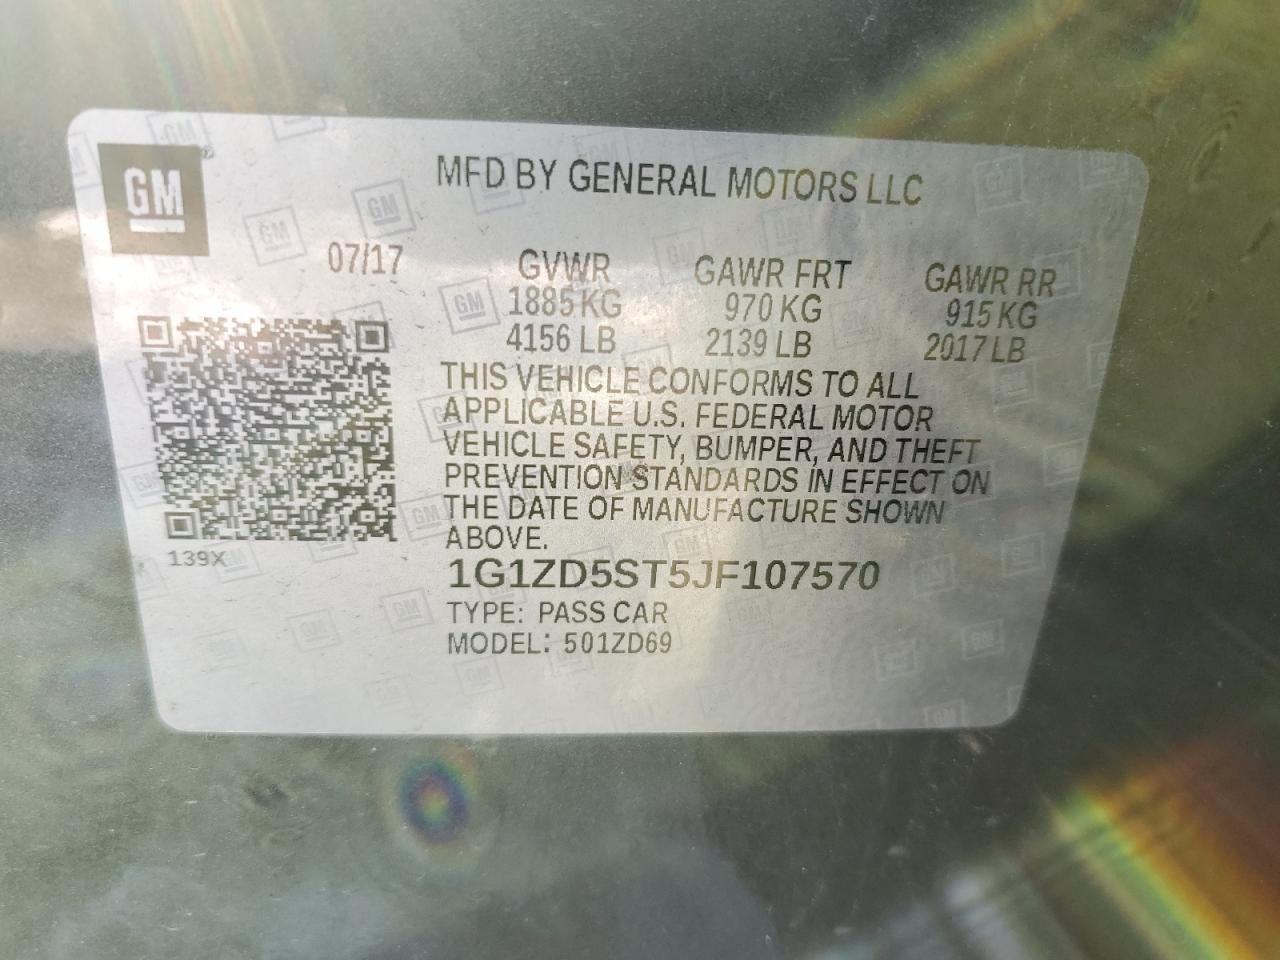 GM
MFD BY GENERAL MOTORS LLC
07/17
GVWR GAWR FRT GAWR RR
1885 KG 970 KG 915 KG
4156 LB 2139 LB 2017 LB
THIS VEHICLE CONFORMS TO ALL
APPLICABLE U.S. FEDERAL MOTOR
VEHICLE SAFETY, BUMPER, AND THEFT
PREVENTION STANDARDS IN EFFECT ON
THE DATE OF MANUFACTURE SHOWN
ABOVE.
139X
1G1ZD5ST5JF107570
TYPE: PASS CAR
MODEL: 501ZD69